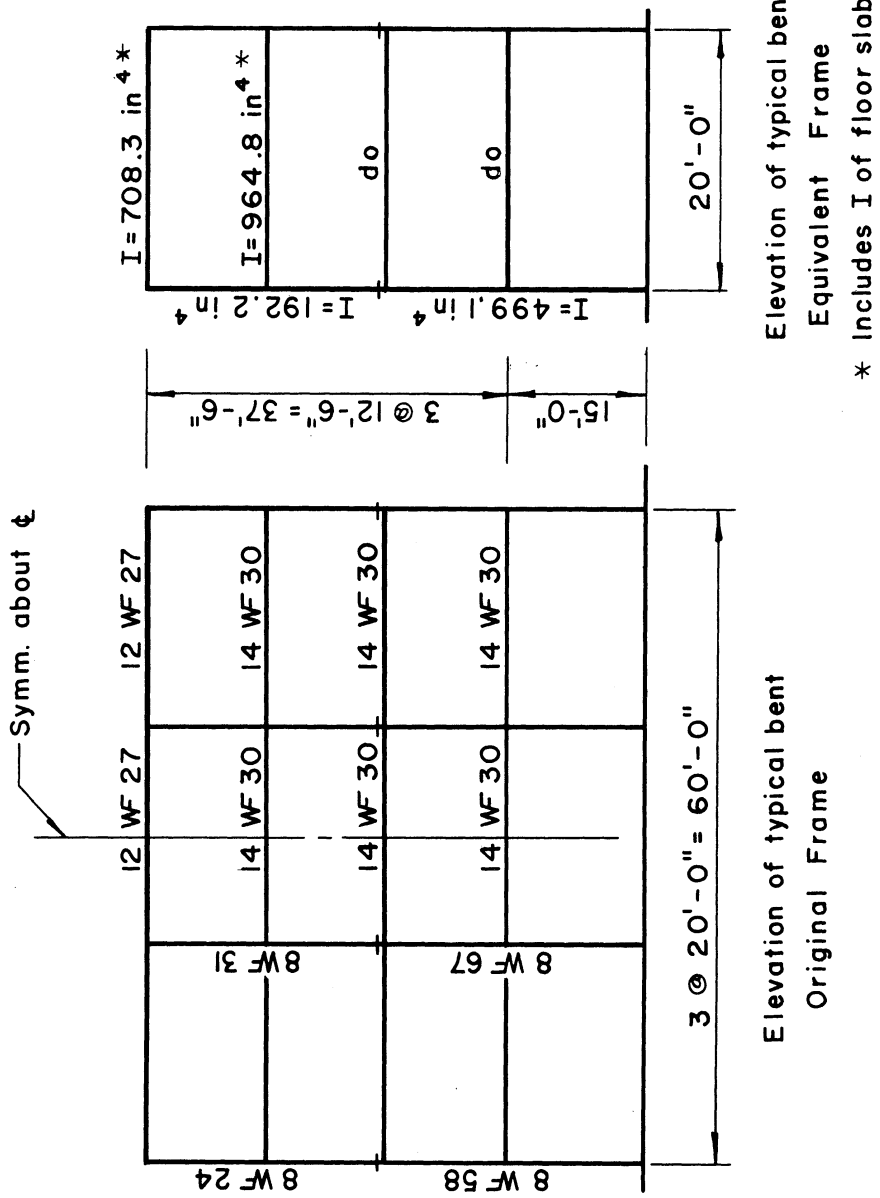 Symm. about ℄
12 WF 27
12 WF 27
14 WF 30
14 WF 30
14 WF 30
14 WF 30
14 WF 30
14 WF 30
8 WF 24
8 WF 31
8 WF 58
8 WF 67
3 @ 20'-0" = 60'-0"
Elevation of typical bent
Original Frame
3 @ 12'-6" = 37'-6"
15'-0"
I = 708.3 in⁴ *
I = 964.8 in⁴ *
do
do
I = 192.2 in⁴
I = 499.1 in⁴
20'-0"
Elevation of typical ben
Equivalent Frame
* Includes I of floor slab